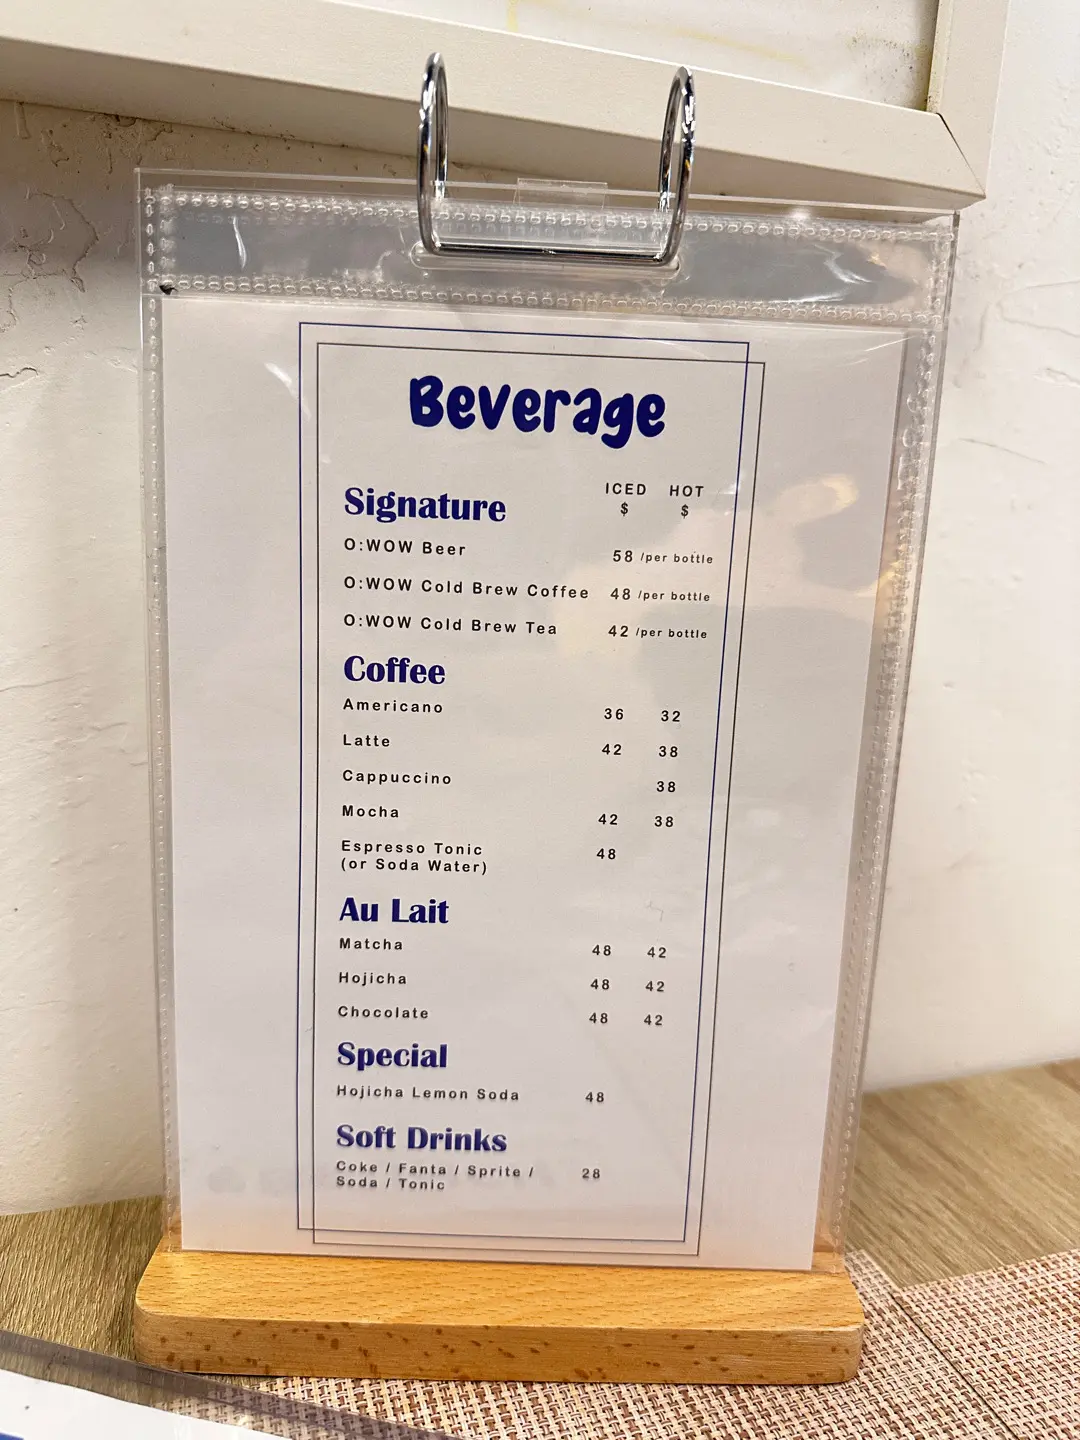 Beverage
Signature
ICED HOT
$ $
O:WOW Beer 58 /per bottle
O:WOW Cold Brew Coffee 48 /per bottle
O:WOW Cold Brew Tea 42 /per bottle
Coffee
Americano 36 32
Latte 42 38
Cappuccino 38
Mocha 42 38
Espresso Tonic 48
(or Soda Water)
Au Lait
Matcha 48 42
Hojicha 48 42
Chocolate 48 42
Special
Hojicha Lemon Soda 48
Soft Drinks
Coke / Fanta / Sprite / 28
Soda / Tonic